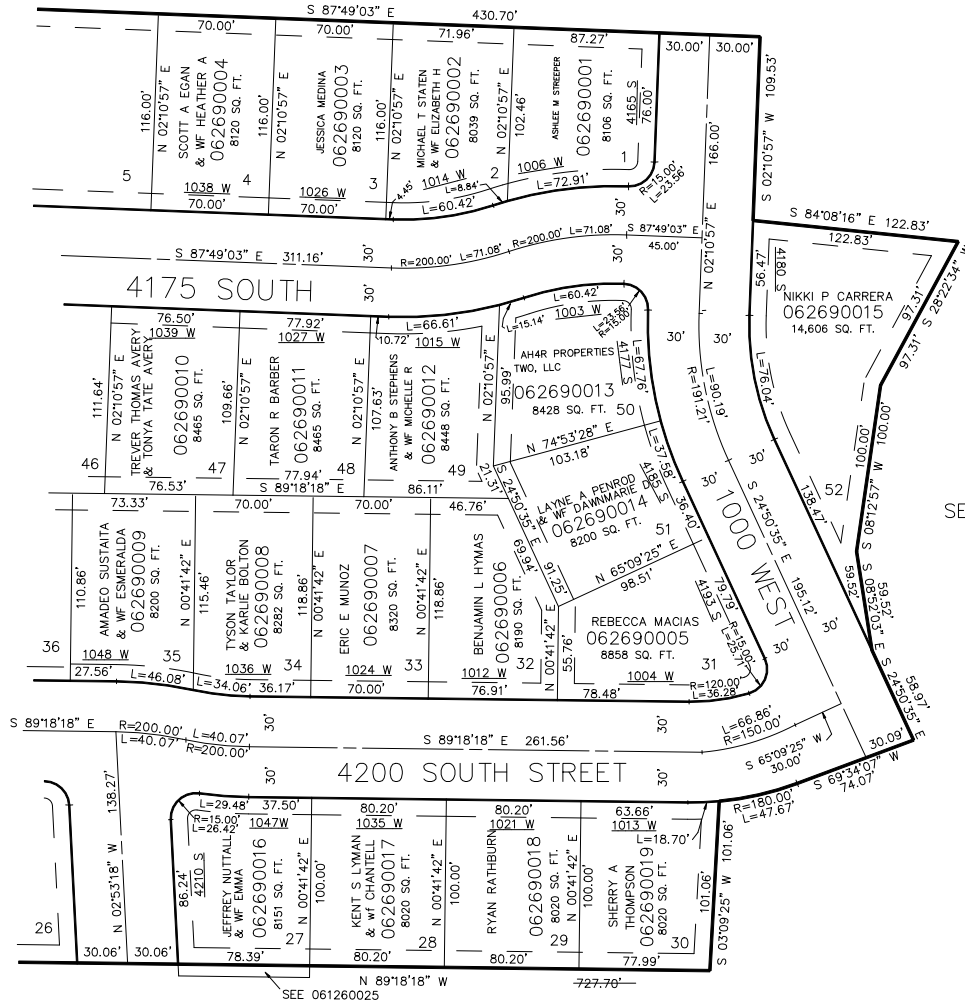 S 87°49'03" E 430.70'
70.00' 70.00' 71.96' 87.27' 30.00' 30.00'
116.00'
N 02°10'57" E
SCOTT A EGAN
& WF HEATHER A
062690004
8120 SQ. FT.
116.00'
N 02°10'57" E
JESSICA MEDINA
062690003
8120 SQ. FT.
116.00'
N 02°10'57" E
MICHAEL T STATEN
& WF ELIZABETH H
062690002
8039 SQ. FT.
102.46'
N 02°10'57" E
ASHLEE M STREEPER
062690001
8106 SQ. FT.
4165 S
76.00'
166.00'
N 02°10'57" E
S 02°10'57" W 109.53'
5 4 3 2 1
1038 W
70.00'
1026 W
70.00'
4.45'
1014 W
L=8.84'
L=60.42'
1006 W
L=72.91'
R=15.00'
L=23.56'
S 87°49'03" E 311.16'
30'
30'
R=200.00' L=71.08'
R=200.00' L=71.08'
30'
30'
S 87°49'03" E
45.00'
4175 SOUTH
S 84°08'16" E 122.83'
122.83'
56.47'
4180 S
NIKKI P CARRERA
062690015
14,606 SQ. FT.
97.31'
97.31'
S 28°22'34" W
76.50'
1039 W
77.92'
1027 W
10.72'
L=66.61'
1015 W
L=15.14'
L=60.42'
1003 W
L=23.56'
R=15.00'
111.64'
N 02°10'57" E
TREVER THOMAS AVERY
& TONYA TATE AVERY
062690010
8465 SQ. FT.
109.66'
N 02°10'57" E
TARON R BARBER
062690011
8465 SQ. FT.
107.63'
N 02°10'57" E
ANTHONY B STEPHENS
& WF MICHELLE R
062690012
8448 SQ. FT.
95.99'
N 02°10'57" E
AH4R PROPERTIES
TWO, LLC
062690013
8428 SQ. FT.
4177 S
L=67.76'
30' 30'
L=90.19'
R=191.21'
L=76.04'
46 47 48 49 50
76.53' 77.94' 86.11'
S 89°18'18" E
N 74°53'28" E
103.18'
21.31'
S 24°50'35" E
69.94'
91.25'
LAYNE A PENROD
& WF DAWNMARIE D
062690014
8200 SQ. FT.
51
4185 S
L=37.58'
36.40'
30'
30'
1000 WEST
S 24°50'35" E 195.12'
138.47'
52
100.00'
S 08°12'57" W 100.00'
SE
59.52'
S 08°52'03" E
59.52'
73.33' 70.00' 70.00' 46.76'
110.86'
AMADEO SUSTAITA
& WF ESMERALDA
062690009
8200 SQ. FT.
115.46'
N 00°41'42" E
TYSON TAYLOR
& KARLIE BOLTON
062690008
8282 SQ. FT.
118.86'
N 00°41'42" E
ERIC E MUNOZ
062690007
8320 SQ. FT.
118.86'
N 00°41'42" E
BENJAMIN L HYMAS
062690006
8190 SQ. FT.
N 00°41'42" E
55.76'
N 65°09'25" E
98.51'
REBECCA MACIAS
062690005
8858 SQ. FT.
4193 S
79.79'
R=15.00'
L=25.71'
30'
36 35 34 33 32 31
1048 W
27.56'
L=46.08'
L=34.06'
1036 W
36.17'
1024 W
70.00'
1012 W
76.91'
78.48'
1004 W
R=120.00'
L=36.28'
S 24°50'35" E
58.97'
S 89°18'18" E
R=200.00'
L=40.07'
L=40.07'
R=200.00'
30'
30'
S 89°18'18" E 261.56'
30'
30'
L=66.86'
R=150.00'
S 65°09'25" W
30.00'
30.09'
4200 SOUTH STREET
S 69°34'07" W
74.07'
R=180.00'
L=47.67'
138.27'
N 02°53'18" W
L=29.48'
R=15.00'
L=26.42'
37.50'
1047 W
80.20'
1035 W
80.20'
1021 W
63.66'
1013 W
L=18.70'
86.24'
4210 S
JEFFREY NUTTALL
& WF EMMA
062690016
8151 SQ. FT.
N 00°41'42" E
100.00'
KENT S LYMAN
& wf CHANTELL
062690017
8020 SQ. FT.
N 00°41'42" E
100.00'
RYAN RATHBURN
062690018
8020 SQ. FT.
N 00°41'42" E
100.00'
SHERRY A
THOMPSON
062690019
8020 SQ. FT.
101.06'
S 03°09'25" W 101.06'
26 27 28 29 30
30.06' 30.06' 78.39' 80.20' 80.20' 77.99'
N 89°18'18" W 727.70'
SEE 061260025